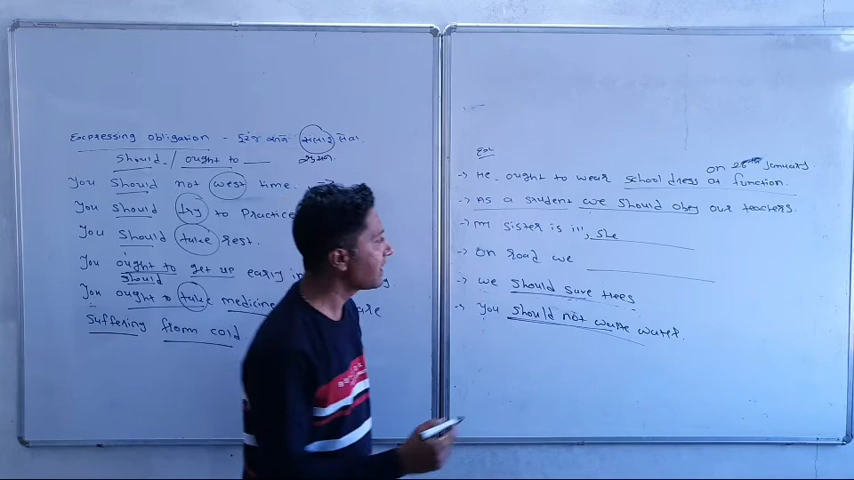 Expressing obligation -
should / ought to
You should not west time.
You should try to Practice
You should take rest.
You ought to get up early in
should
You ought to take medicine
are
suffering from cold
Ex:-
on 26th January.
→ He ought to wear school dress at function.
→ As a student we should obey our teachers.
→ my sister is ill, she
→ on road we
→ we should save trees
→ you should not waste water.